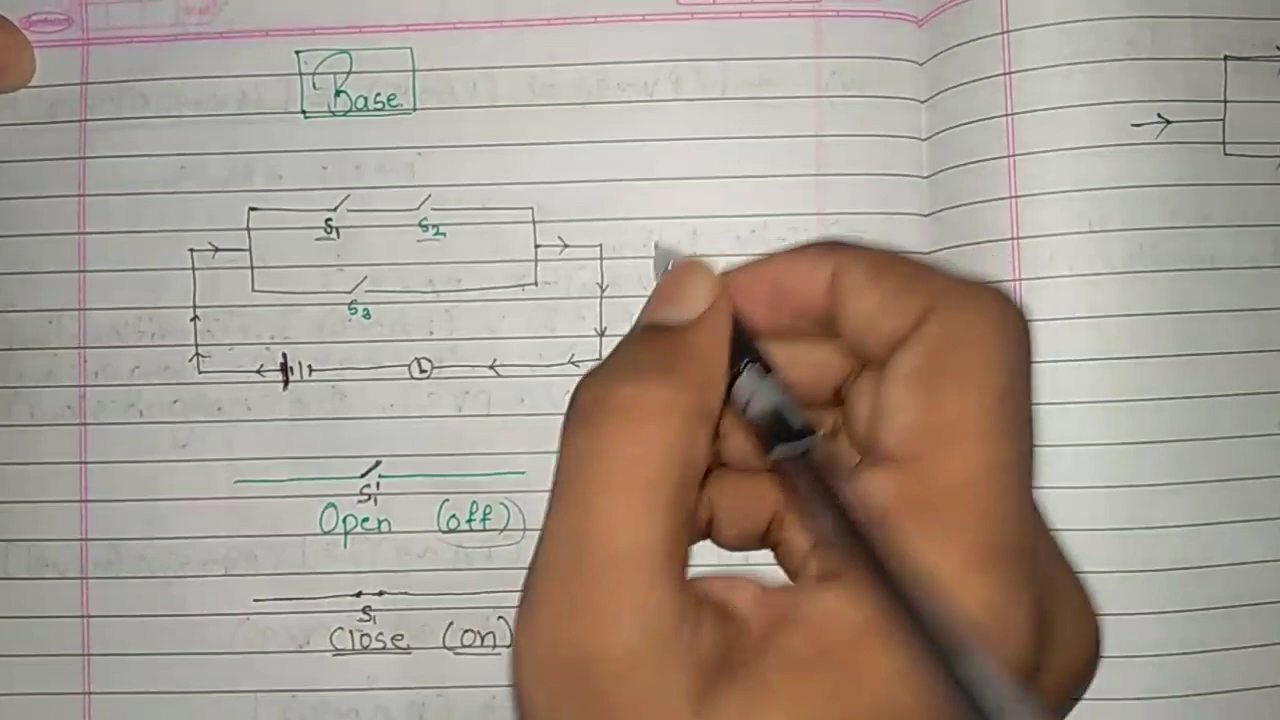 Base
S1 S2
S3
L
S1'
Open (off)
S1
Close (on)